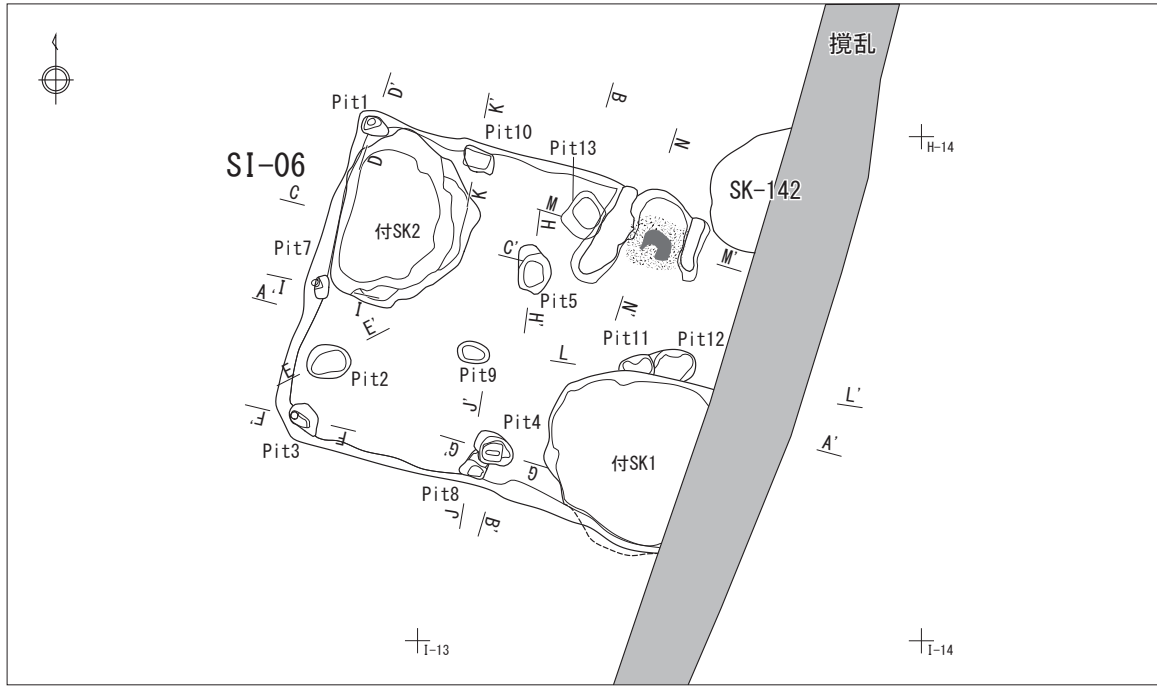 攪乱
D'
K'
B
Pit1
Pit10
N
Pit13
H-14
SI-06
D
SK-142
K
C
M
H
付SK2
C'
M'
Pit7
I
Pit5
A'
N'
I
H'
E'
Pit11
Pit12
L
E
Pit2
Pit9
L'
J'
F'
Pit4
A'
F
G'
Pit3
G
付SK1
Pit8
J
B'
I-13
I-14